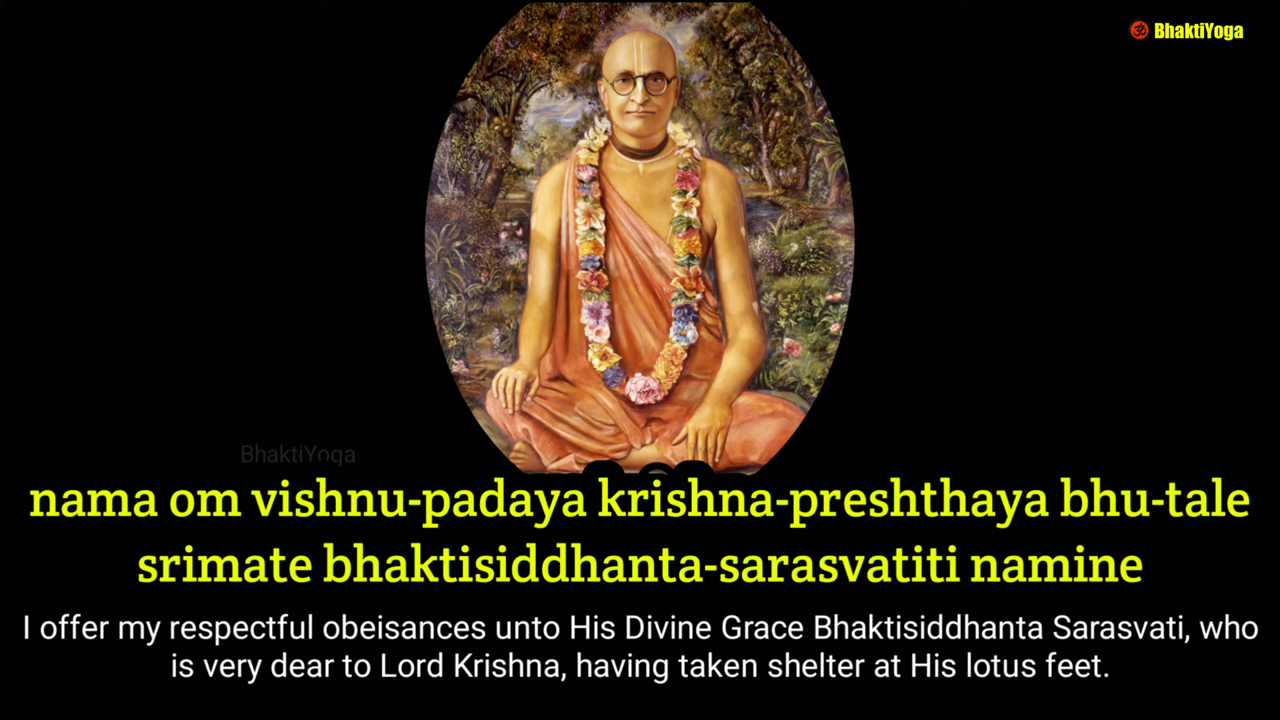 BhaktiYoga
BhaktiYoga
nama om vishnu-padaya krishna-preshthaya bhu-tale
srimate bhaktisiddhanta-sarasvatiti namine
I offer my respectful obeisances unto His Divine Grace Bhaktisiddhanta Sarasvati, who
is very dear to Lord Krishna, having taken shelter at His lotus feet.